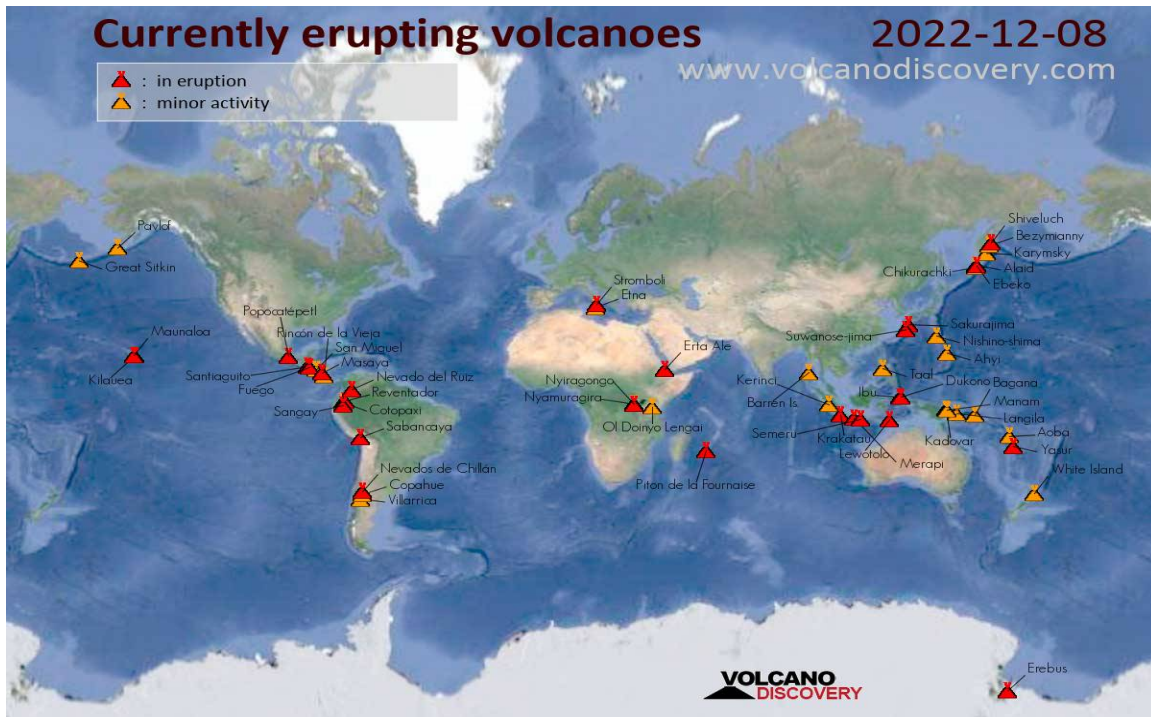 Currently erupting volcanoes
2022-12-08
www.volcanodiscovery.com
: in eruption
: minor activity
Pavlof
Great Sitkin
Maunaloa
Kilauea
Popocatépetl
Rincón de la Vieja
San Miguel
Masaya
Santiaguito
Fuego
Nevado del Ruiz
Reventador
Cotopaxi
Sangay
Sabancaya
Nevados de Chillán
Copahue
Villarrica
Stromboli
Etna
Erta Ale
Nyiragongo
Nyamuragira
Ol Doinyo Lengai
Piton de la Fournaise
Shiveluch
Bezymianny
Karymsky
Chikurachki
Alaid
Ebeko
Sakurajima
Suwanose-jima
Nishino-shima
Ahyi
Taal
Kerinci
Barren Is
Ibu
Dukono
Bagana
Manam
Langila
Kadovar
Semeru
Krakatau
Lewotolo
Merapi
Aoba
Yasur
White Island
Erebus
VOLCANO
DISCOVERY